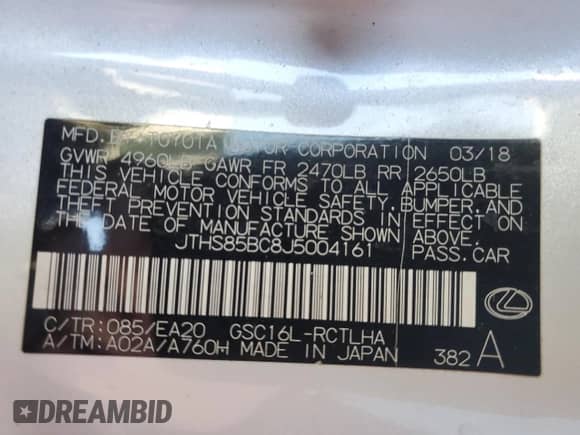 MFD. BY TOYOTA MOTOR CORPORATION 03/18
GVWR 4960LB GAWR FR 2470LB RR 2650LB
THIS VEHICLE CONFORMS TO ALL APPLICABLE
FEDERAL MOTOR VEHICLE SAFETY, BUMPER, AND
THEFT PREVENTION STANDARDS IN EFFECT ON
THE DATE OF MANUFACTURE SHOWN ABOVE.
JTHS85BC8J5004161 PASS. CAR
C/TR: 085/EA20 GSC16L-RCTLHA
A/TM: A02A/A760H MADE IN JAPAN 382 A
DREAMBID